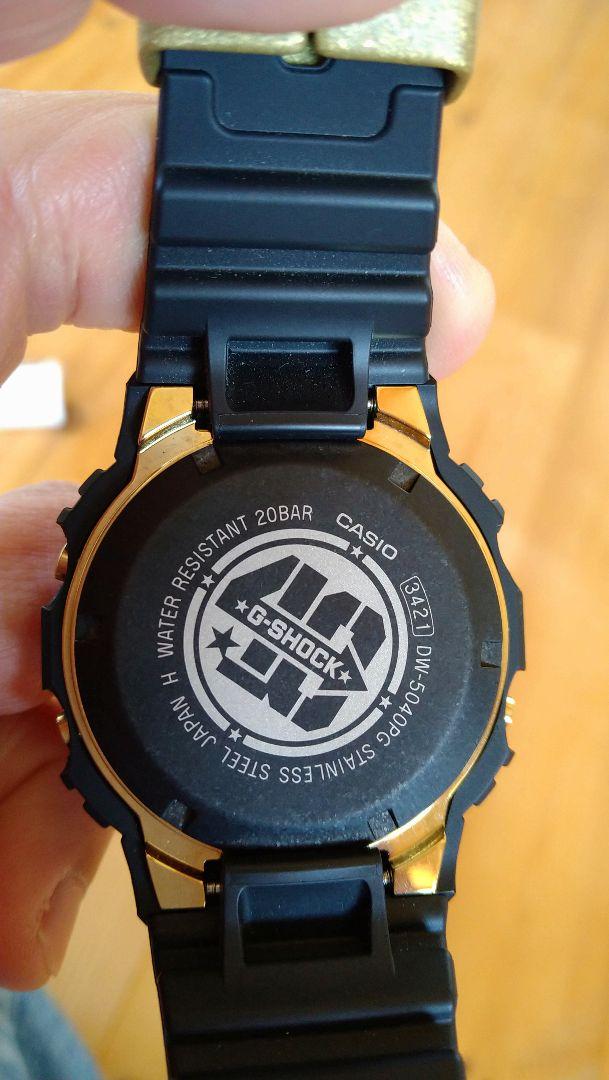 WATER RESISTANT 20BAR
CASIO
3421
DW-5040PG STAINLESS STEEL JAPAN H
G-SHOCK